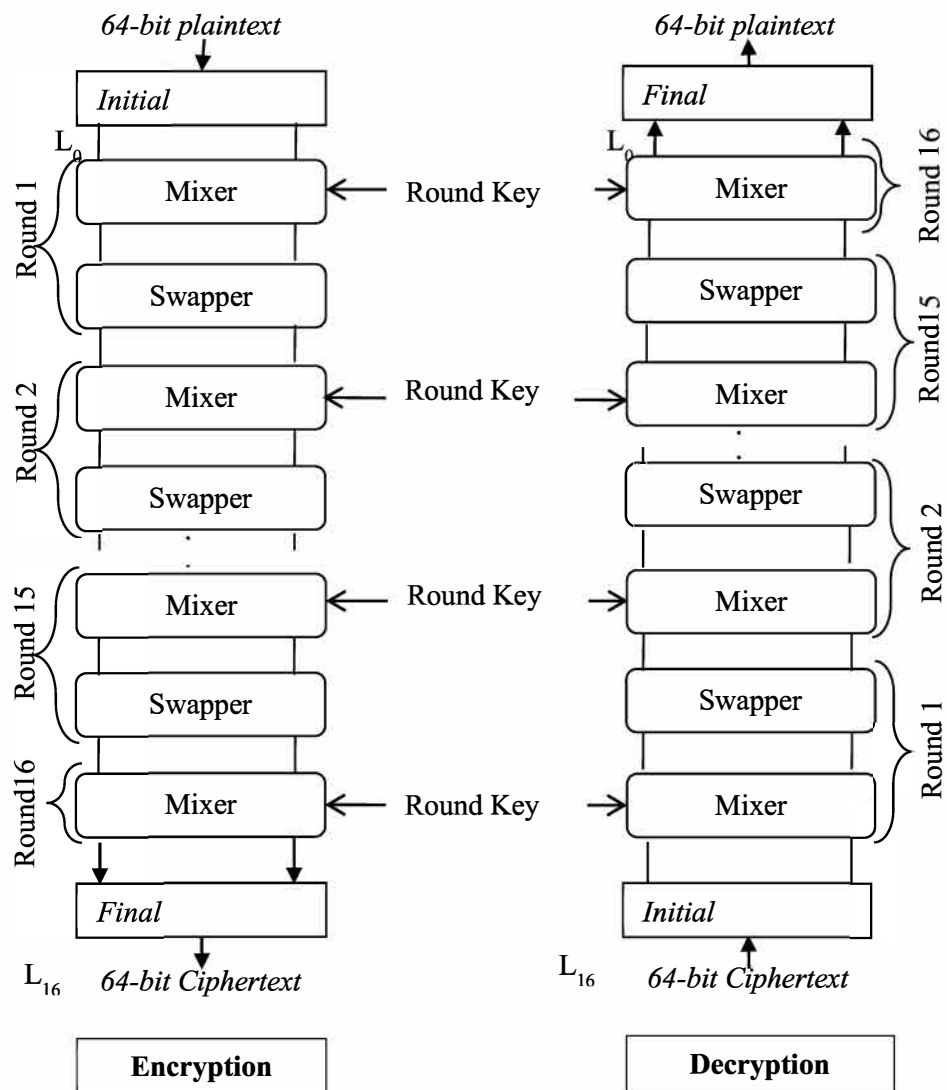 64-bit plaintext
64-bit plaintext
Initial
Final
L₀
L₀
Round 1
Mixer
Round Key
Mixer
Round 16
Swapper
Swapper
Round15
Round 2
Mixer
Round Key
Mixer
Swapper
Swapper
Round 2
Round 15
Mixer
Round Key
Mixer
Swapper
Swapper
Round 1
Round16
Mixer
Round Key
Mixer
Final
Initial
L₁₆
64-bit Ciphertext
L₁₆
64-bit Ciphertext
Encryption
Decryption